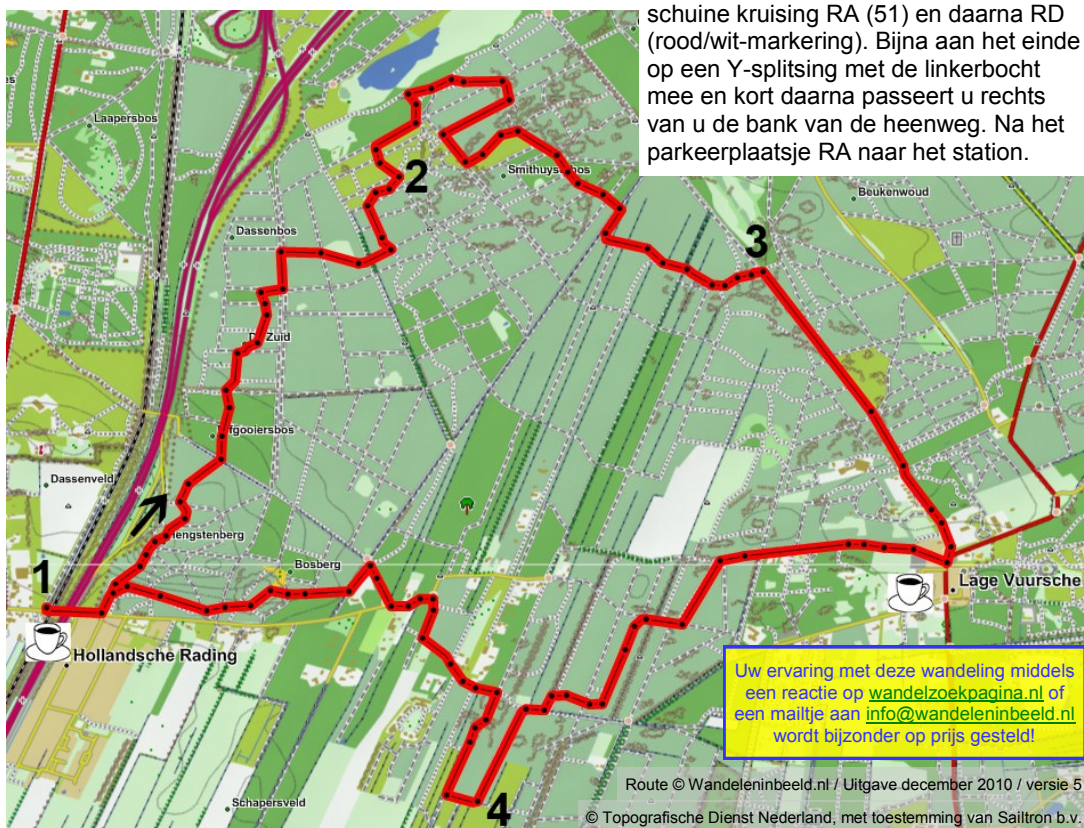 schuine kruising RA (51) en daarna RD
(rood/wit-markering). Bijna aan het einde
op een Y-splitsing met de linkerbocht
mee en kort daarna passeert u rechts
van u de bank van de heenweg. Na het
parkeerplaatsje RA naar het station.
Laapersbos
2
Smithuyserbos
Beukenwoud
Dassenbos
3
Zuid
Dassenveld
Hengstenberg
Bosberg
1
Lage Vuursche
Hollandsche Rading
Uw ervaring met deze wandeling middels
een reactie op wandelzoekpagina.nl of
een mailtje aan info@wandeleninbeeld.nl
wordt bijzonder op prijs gesteld!
Schapersveld
4
Route © Wandeleninbeeld.nl / Uitgave december 2010 / versie 5
© Topografische Dienst Nederland, met toestemming van Sailtron b.v.